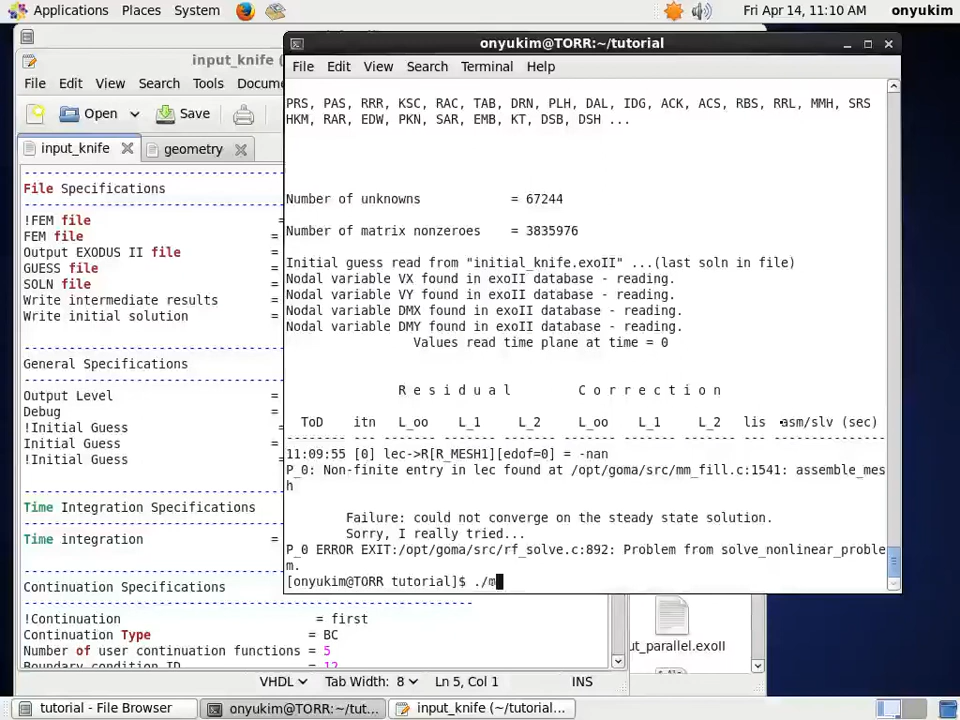 Applications Places System Fri Apr 14, 11:10 AM onyukim
input_knife (
File Edit View Search Tools Docume
Open Save
input_knife geometry
File Specifications
!FEM file =
FEM file =
Output EXODUS II file =
GUESS file =
SOLN file =
Write intermediate results =
Write initial solution =
General Specifications
Output Level =
Debug =
!Initial Guess =
Initial Guess =
!Initial Guess =
Time Integration Specifications
Time integration =
Continuation Specifications
!Continuation = first
Continuation Type = BC
Number of user continuation functions = 5
Boundary condition ID = 12
VHDL Tab Width: 8 Ln 5, Col 1 INS
onyukim@TORR:~/tutorial
File Edit View Search Terminal Help
PRS, PAS, RRR, KSC, RAC, TAB, DRN, PLH, DAL, IDG, ACK, ACS, RBS, RRL, MMH, SRS
HKM, RAR, EDW, PKN, SAR, EMB, KT, DSB, DSH ...
Number of unknowns = 67244
Number of matrix nonzeroes = 3835976
Initial guess read from "initial_knife.exoII" ...(last soln in file)
Nodal variable VX found in exoII database - reading.
Nodal variable VY found in exoII database - reading.
Nodal variable DMX found in exoII database - reading.
Nodal variable DMY found in exoII database - reading.
Values read time plane at time = 0
R e s i d u a l C o r r e c t i o n
ToD itn L_oo L_1 L_2 L_oo L_1 L_2 lis asm/slv (sec)
-------- --- ------- ------- ------- ------- ------- ------- --- ---------------
11:09:55 [0] lec->R[R_MESH1][edof=0] = -nan
P_0: Non-finite entry in lec found at /opt/goma/src/mm_fill.c:1541: assemble_mes
h
Failure: could not converge on the steady state solution.
Sorry, I really tried...
P_0 ERROR EXIT:/opt/goma/src/rf_solve.c:892: Problem from solve_nonlinear_proble
m.
[onyukim@TORR tutorial]$ ./m
ut_parallel.exoII
tutorial - File Browser onyukim@TORR:~/tut... input_knife (~/tutorial...